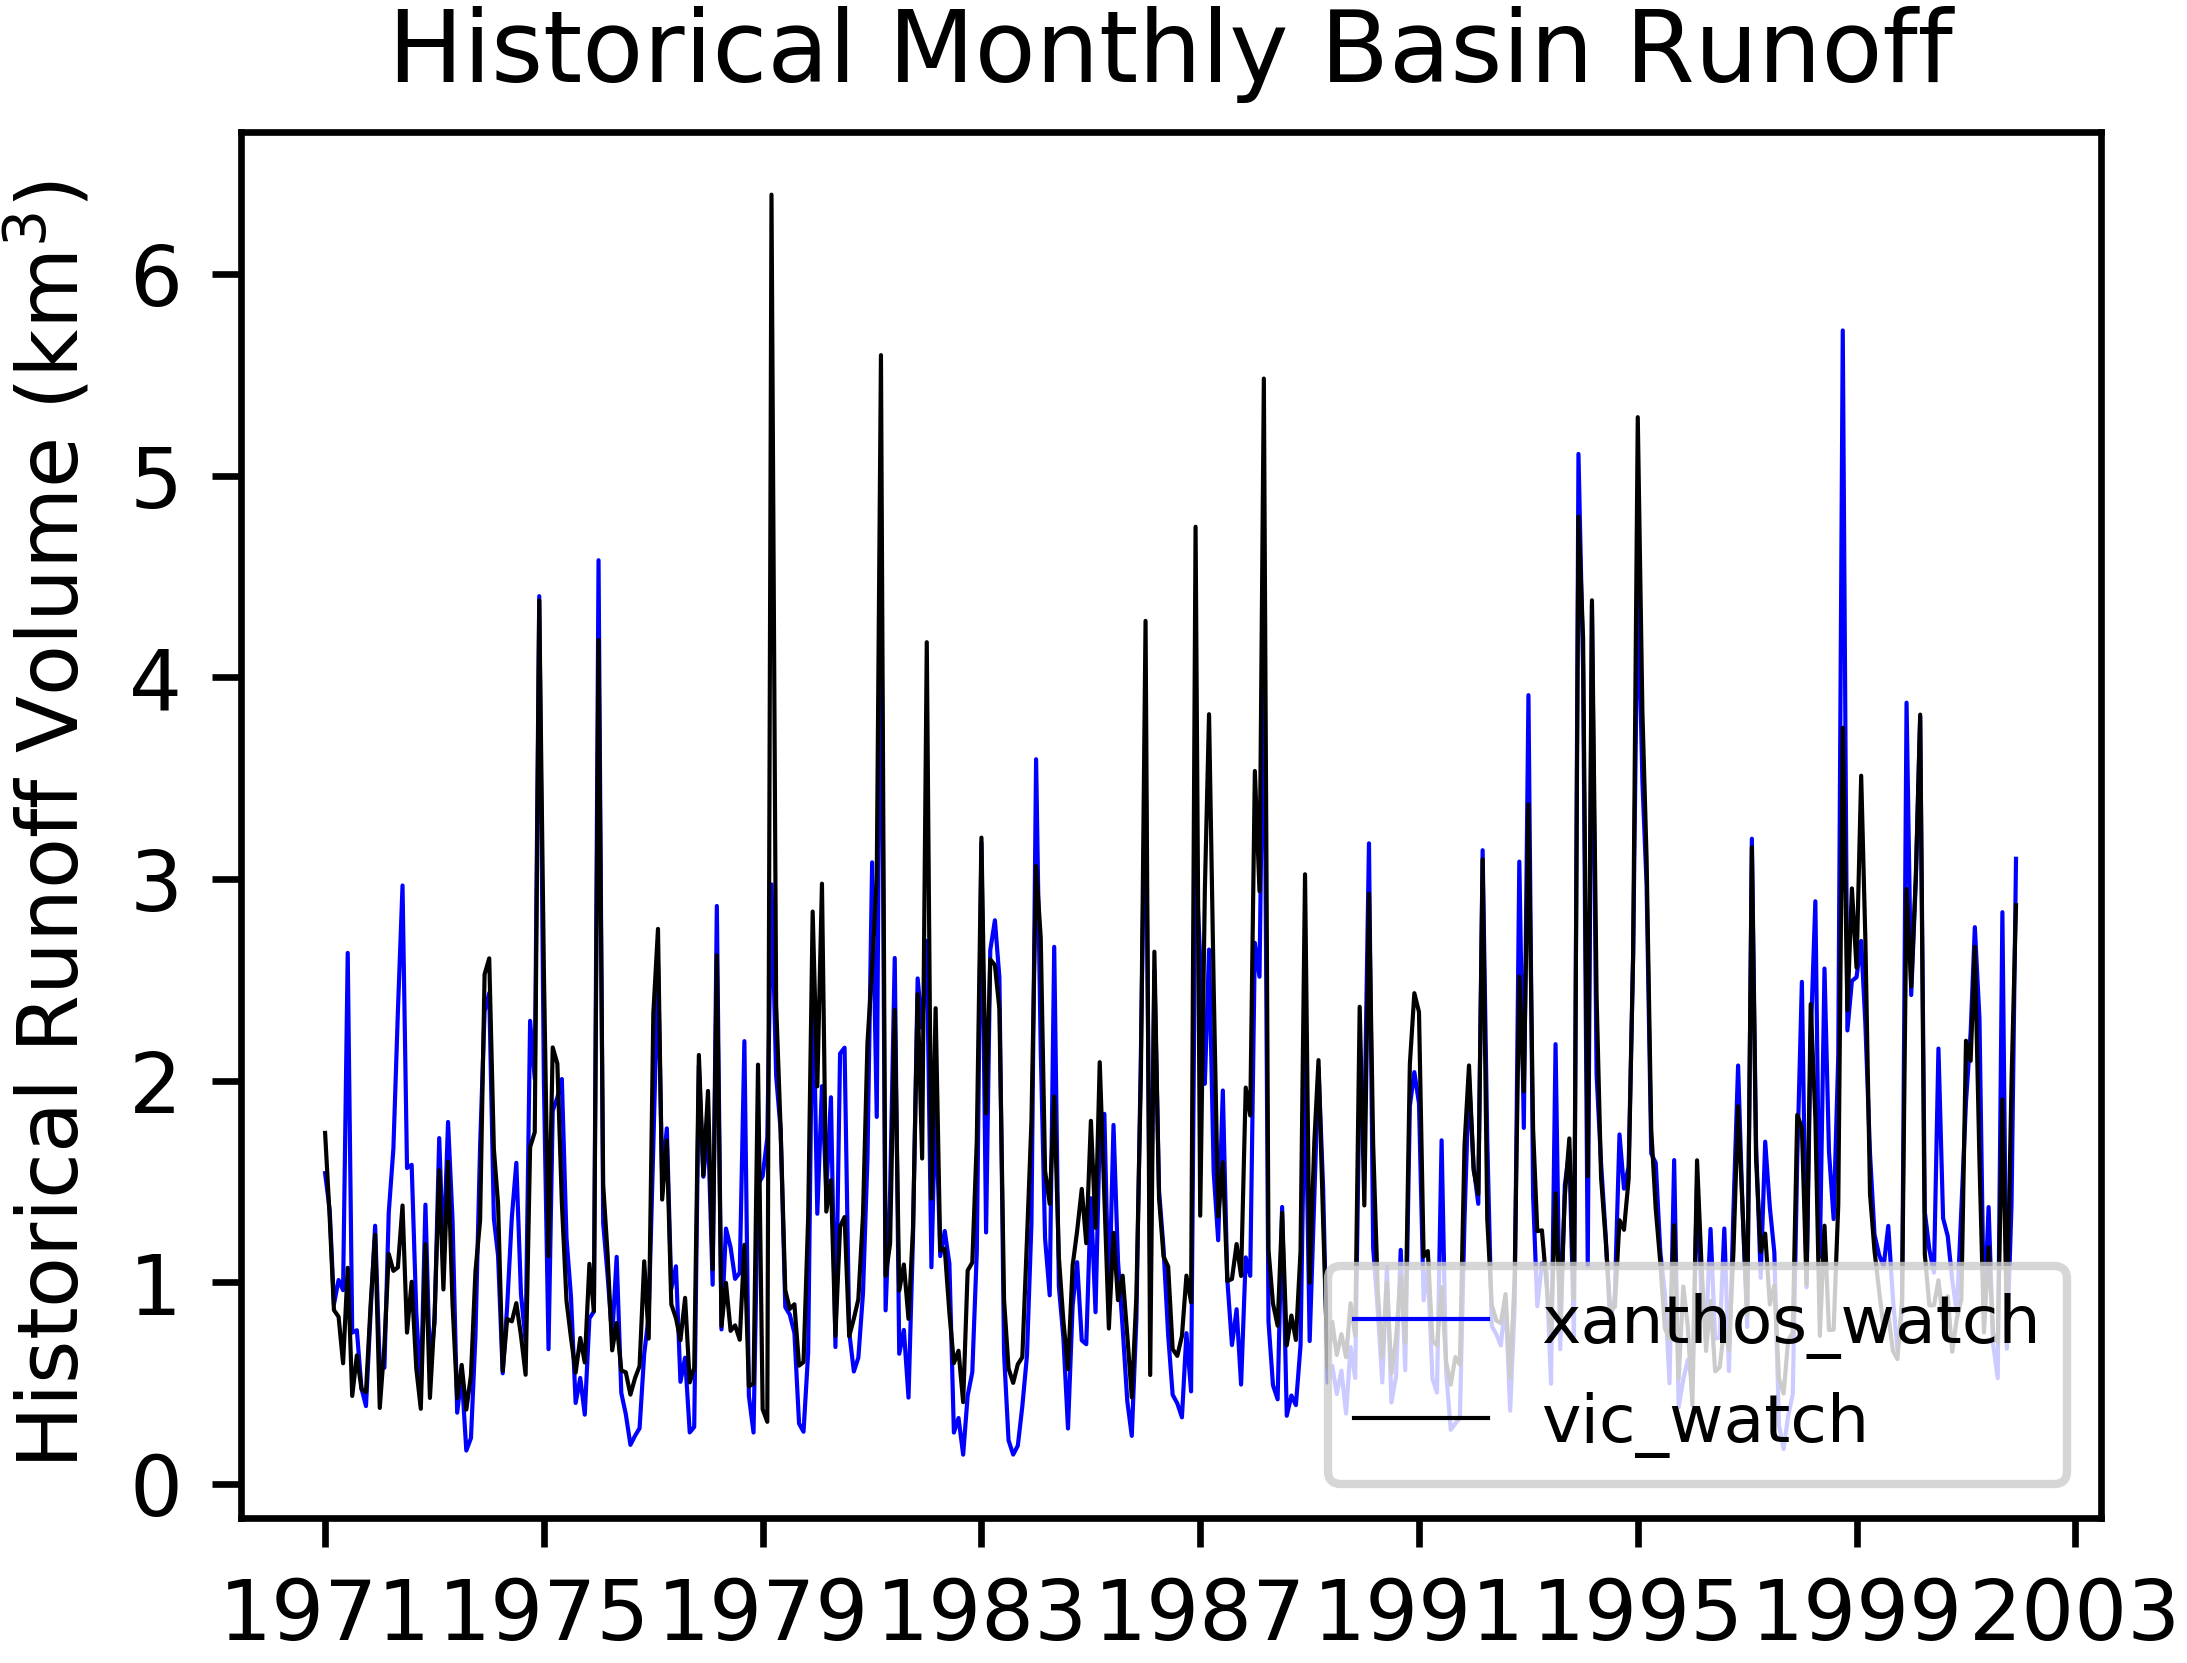 Historical Monthly Basin Runoff
Historical Runoff Volume (km³)
6
5
4
3
2
1
0
xanthos_watch
vic_watch
1971 1975 1979 1983 1987 1991 1995 1999 2003